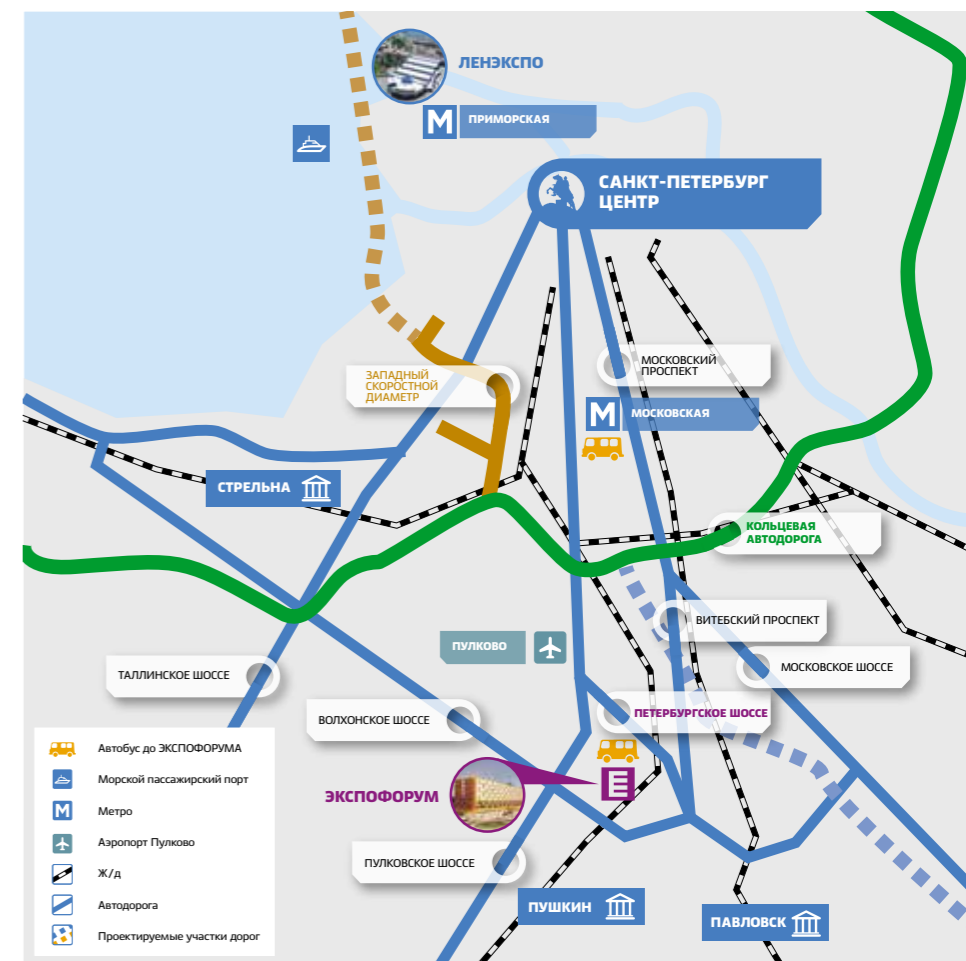 ЛЕНЭКСПО
М
ПРИМОРСКАЯ
САНКТ-ПЕТЕРБУРГ
ЦЕНТР
МОСКОВСКИЙ
ПРОСПЕКТ
ЗАПАДНЫЙ
СКОРОСТНОЙ
ДИАМЕТР
М
МОСКОВСКАЯ
СТРЕЛЬНА
КОЛЬЦЕВАЯ
АВТОДОРОГА
ВИТЕБСКИЙ ПРОСПЕКТ
ПУЛКОВО
МОСКОВСКОЕ ШОССЕ
ТАЛЛИНСКОЕ ШОССЕ
ВОЛХОНСКОЕ ШОССЕ
ПЕТЕРБУРГСКОЕ ШОССЕ
ЭКСПОФОРУМ
E
ПУЛКОВСКОЕ ШОССЕ
ПУШКИН
ПАВЛОВСК
Автобус до ЭКСПОФОРУМА
Морской пассажирский порт
М
Метро
Аэропорт Пулково
Ж/д
Автодорога
Проектируемые участки дорог